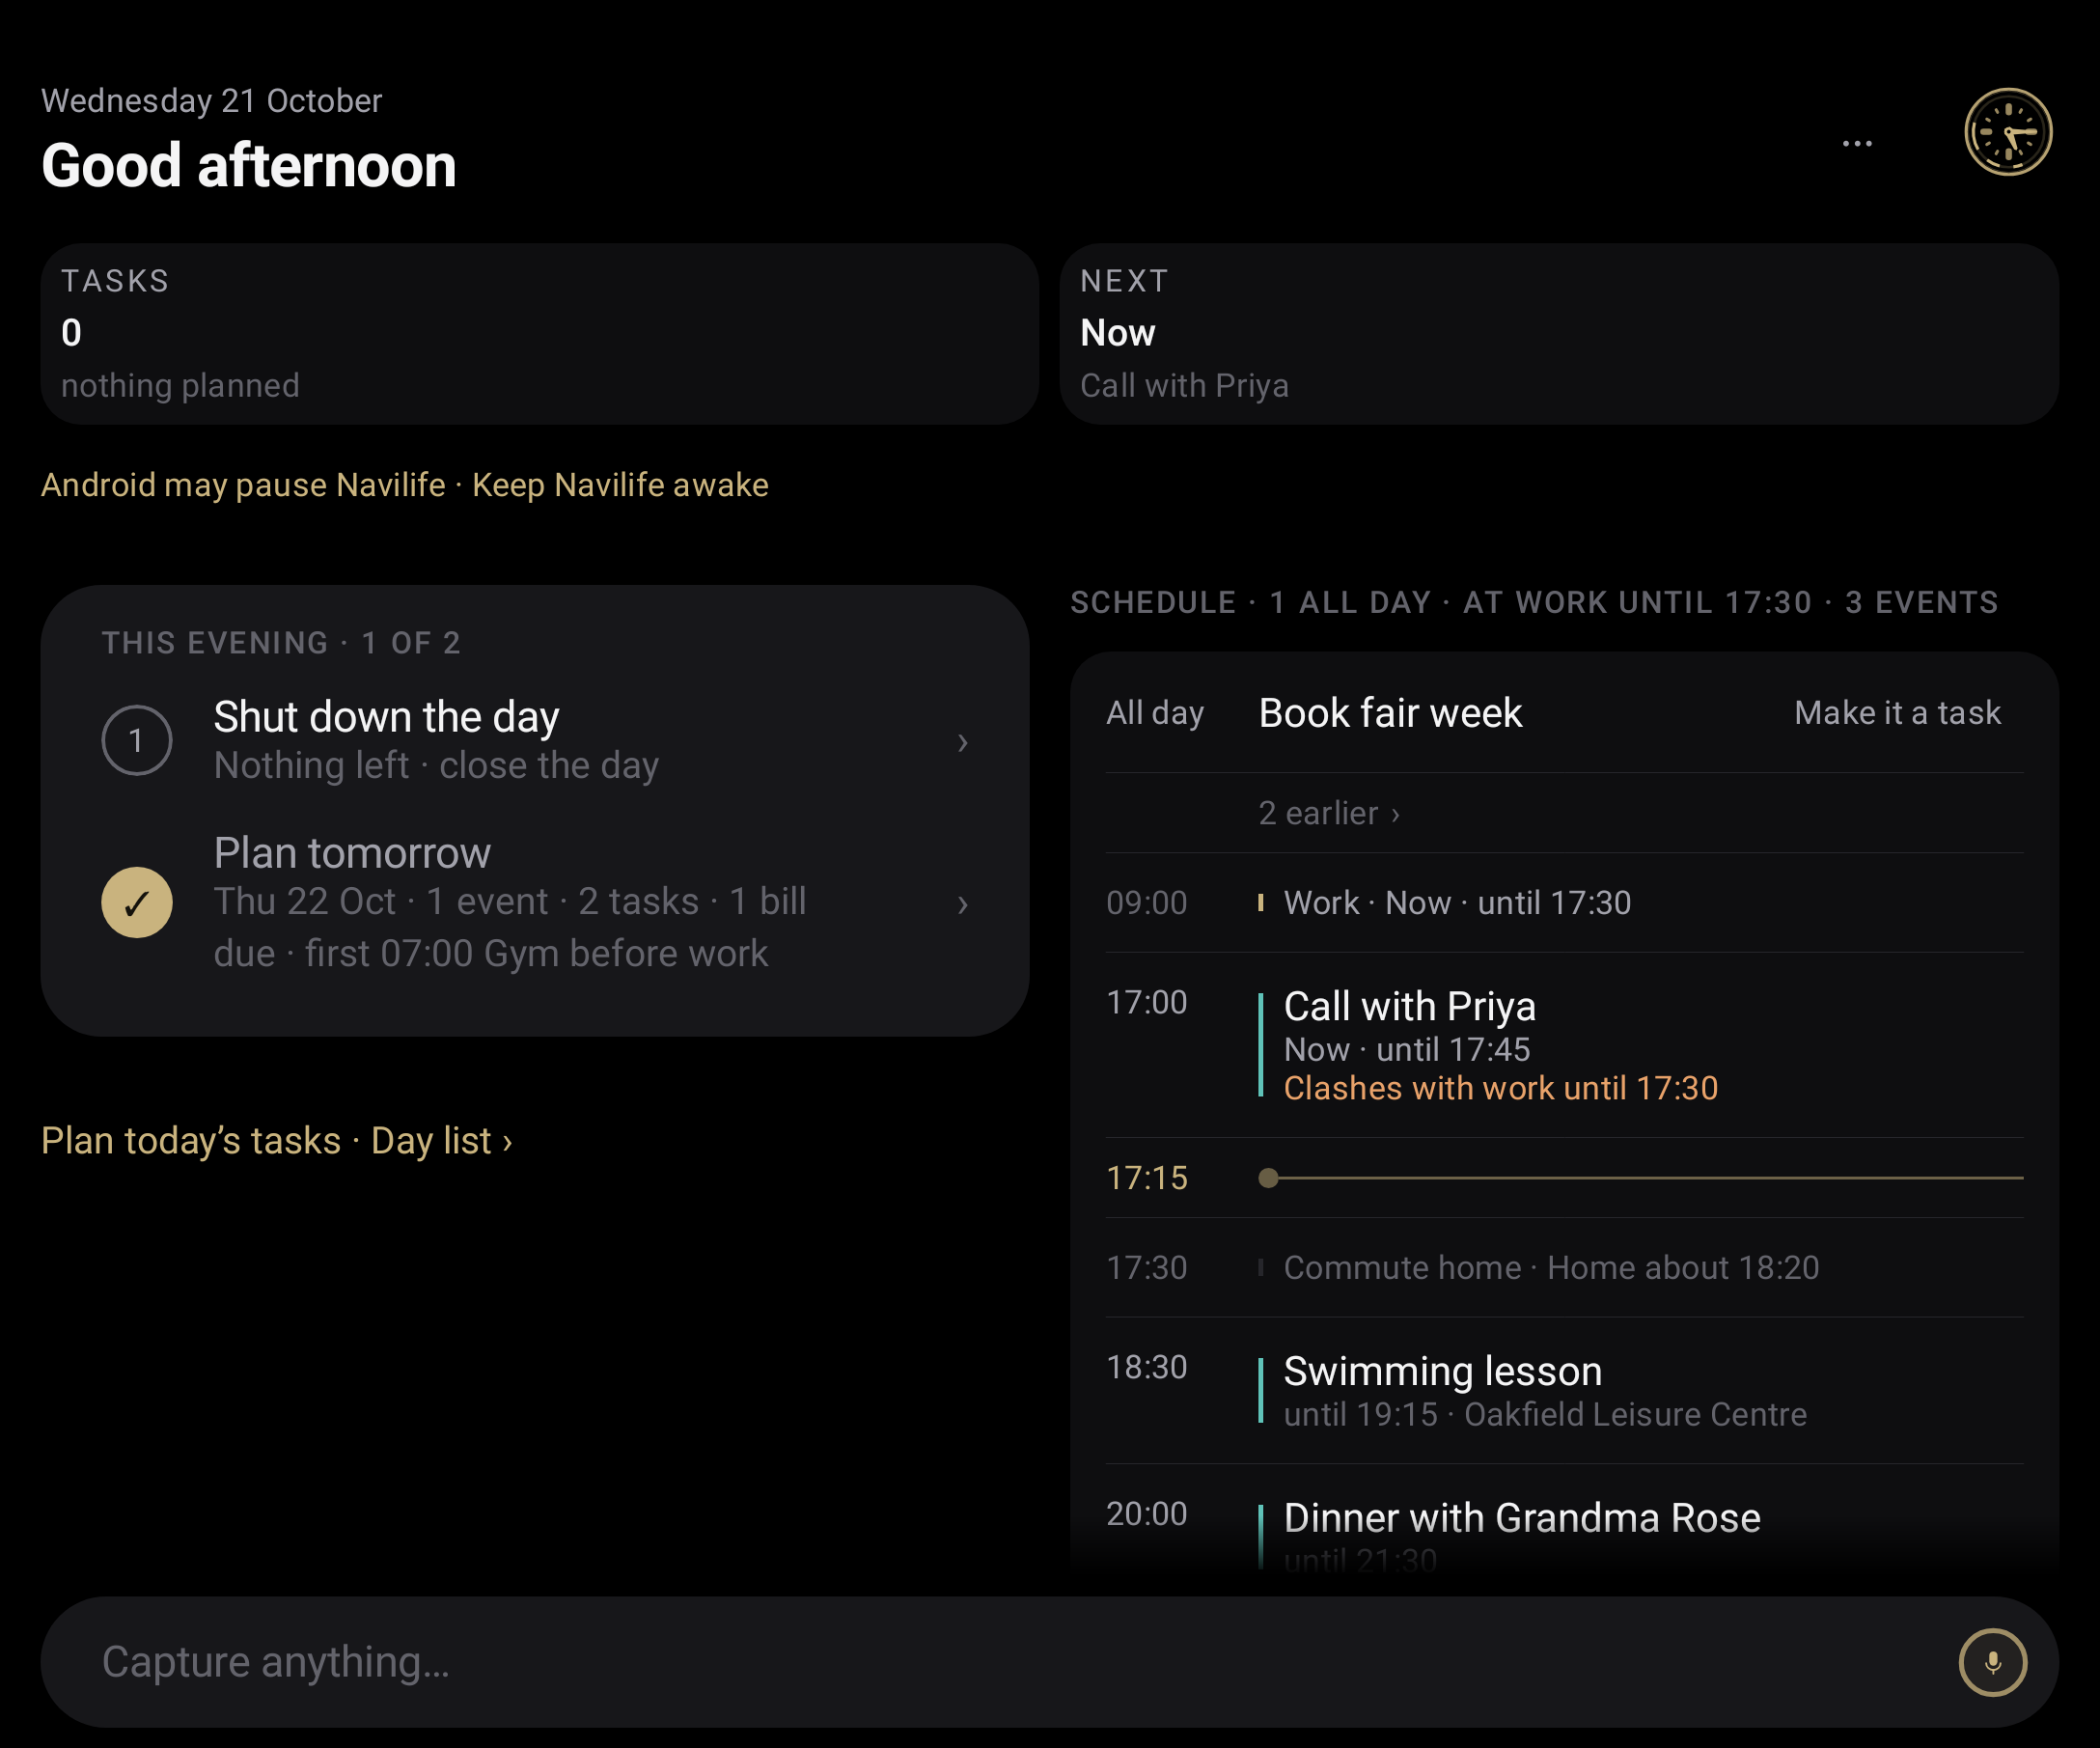 Wednesday 21 October
Good afternoon
...
TASKS
0
nothing planned
NEXT
Now
Call with Priya
Android may pause Navilife · Keep Navilife awake
THIS EVENING · 1 OF 2
1
Shut down the day
Nothing left · close the day
›
✓
Plan tomorrow
Thu 22 Oct · 1 event · 2 tasks · 1 bill
due · first 07:00 Gym before work
›
Plan today’s tasks · Day list ›
SCHEDULE · 1 ALL DAY · AT WORK UNTIL 17:30 · 3 EVENTS
All day Book fair week Make it a task
2 earlier ›
09:00 Work · Now · until 17:30
17:00 Call with Priya
Now · until 17:45
Clashes with work until 17:30
17:15
17:30 Commute home · Home about 18:20
18:30 Swimming lesson
until 19:15 · Oakfield Leisure Centre
20:00 Dinner with Grandma Rose
until 21:30
Capture anything...